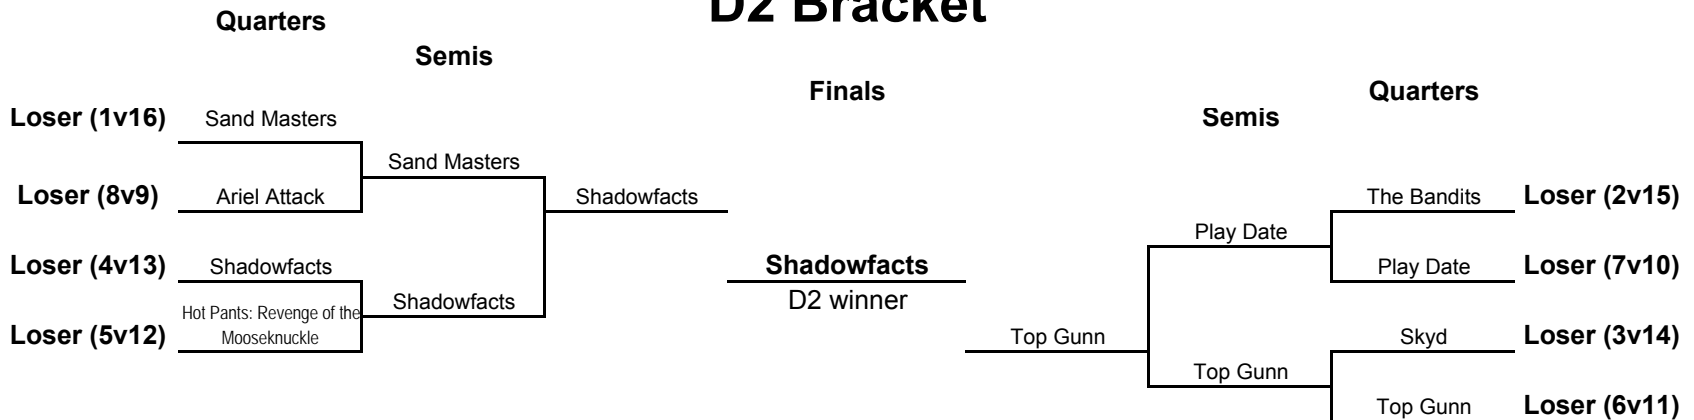 D2 Bracket
Quarters
Semis
Finals
Quarters
Semis
Loser (1v16) Sand Masters
Sand Masters
Loser (8v9) Ariel Attack
Shadowfacts
The Bandits Loser (2v15)
Play Date
Loser (4v13) Shadowfacts
Shadowfacts
Play Date Loser (7v10)
D2 winner
Shadowfacts
Hot Pants: Revenge of the
Mooseknuckle
Loser (5v12)
Top Gunn
Skyd Loser (3v14)
Top Gunn
Top Gunn Loser (6v11)